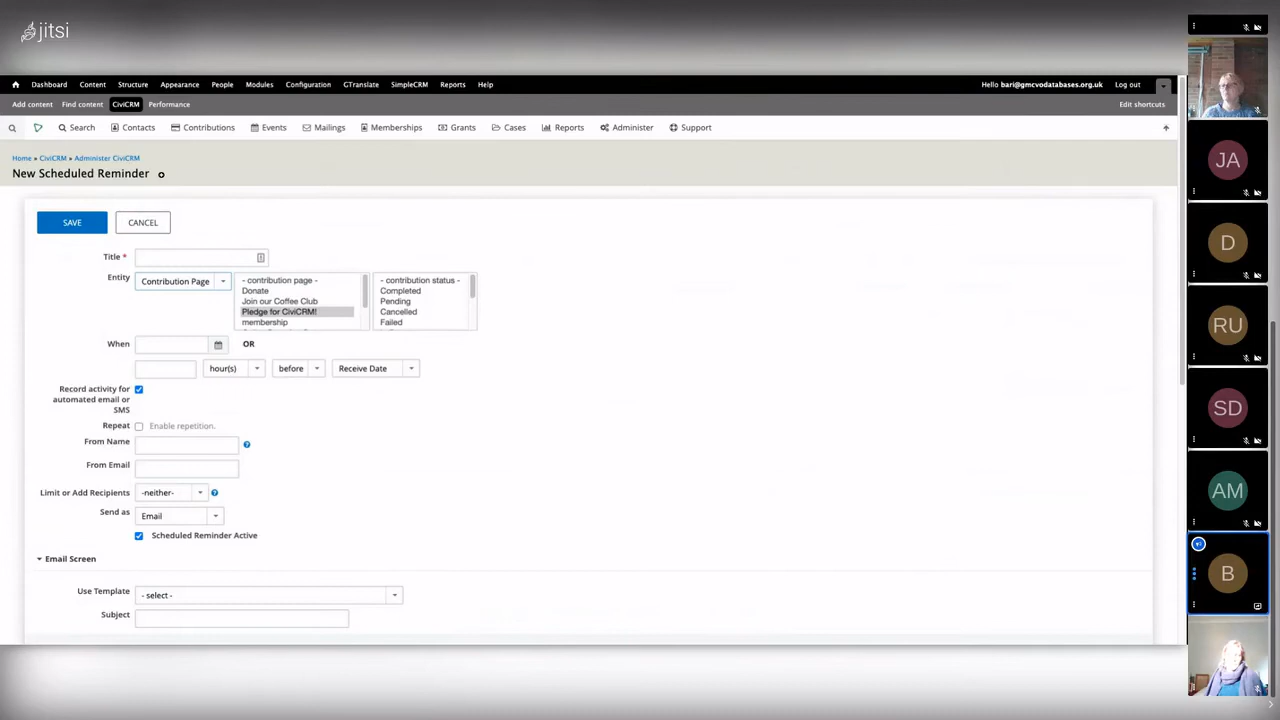 jitsi
Dashboard Content Structure Appearance People Modules Configuration GTranslate SimpleCRM Reports Help Hello bari@gmcvodatabases.org.uk Log out
Add content Find content CiviCRM Performance Edit shortcuts
Search Contacts Contributions Events Mailings Memberships Grants Cases Reports Administer Support
Home » CiviCRM » Administer CiviCRM
New Scheduled Reminder
SAVE CANCEL
Title *
Entity Contribution Page - contribution page - - contribution status -
Donate Completed
Join our Coffee Club Pending
Pledge for CiviCRM! Cancelled
membership Failed
When OR
hour(s) before Receive Date
Record activity for
automated email or
SMS
Repeat Enable repetition.
From Name
From Email
Limit or Add Recipients -neither-
Send as Email
Scheduled Reminder Active
Email Screen
Use Template - select -
Subject
JA
D
RU
SD
AM
B